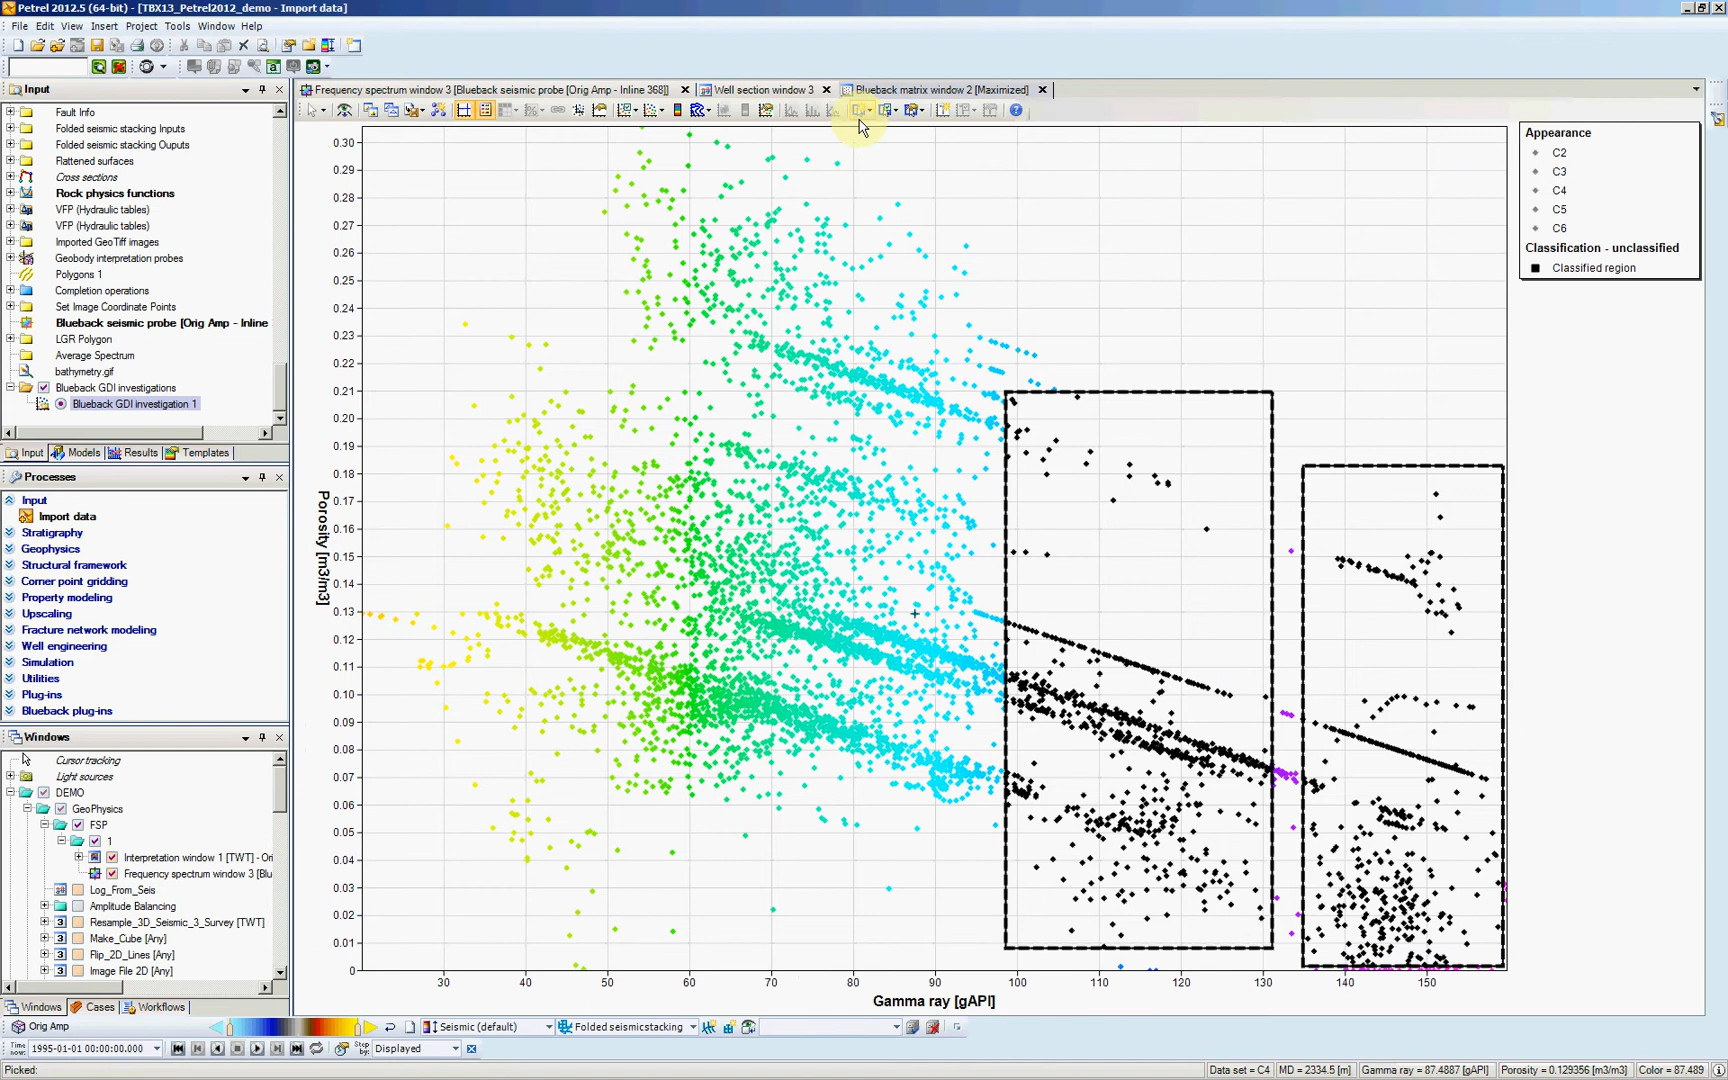 Petrel 2012.5 (64-bit) - [TBX13_Petrel2012_demo - Import data]
File Edit View Insert Project Tools Window Help
Input
Frequency spectrum window 3 [Blueback seismic probe [Orig Amp - Inline 368]]
Well section window 3
Blueback matrix window 2 [Maximized]
Fault Info
Folded seismic stacking Inputs
Folded seismic stacking Ouputs
Flattened surfaces
Cross sections
Rock physics functions
VFP (Hydraulic tables)
VFP (Hydraulic tables)
Imported GeoTiff images
Geobody interpretation probes
Polygons 1
Completion operations
Set Image Coordinate Points
Blueback seismic probe [Orig Amp - Inline
LGR Polygon
Average Spectrum
bathymetry.gif
Blueback GDI investigations
Blueback GDI investigation 1
Input Models Results Templates
Processes
Input
Import data
Stratigraphy
Geophysics
Structural framework
Corner point gridding
Property modeling
Upscaling
Fracture network modeling
Well engineering
Simulation
Utilities
Plug-ins
Blueback plug-ins
Windows
Cursor tracking
Light sources
DEMO
GeoPhysics
FSP
1
Interpretation window 1 [TWT] - Ori
Frequency spectrum window 3 [Blu
Log_From_Seis
Amplitude Balancing
Resample_3D_Seismic_3_Survey [TWT]
Make_Cube [Any]
Flip_2D_Lines [Any]
Image File 2D [Any]
Windows Cases Workflows
0.30
0.29
0.28
0.27
0.26
0.25
0.24
0.23
0.22
0.21
0.20
0.19
0.18
0.17
0.16
0.15
0.14
0.13
0.12
0.11
0.10
0.09
0.08
0.07
0.06
0.05
0.04
0.03
0.02
0.01
0
Porosity [m3/m3]
30 40 50 60 70 80 90 100 110 120 130 140 150
Gamma ray [gAPI]
Appearance
C2
C3
C4
C5
C6
Classification - unclassified
Classified region
Orig Amp
Seismic (default)
Folded seismicstacking
Time now:
1995-01-01 00:00:00.000
Step by:
Displayed
Picked:
Data set = C4
MD = 2334.5 [m]
Gamma ray = 87.4887 [gAPI]
Porosity = 0.129356 [m3/m3]
Color = 87.489